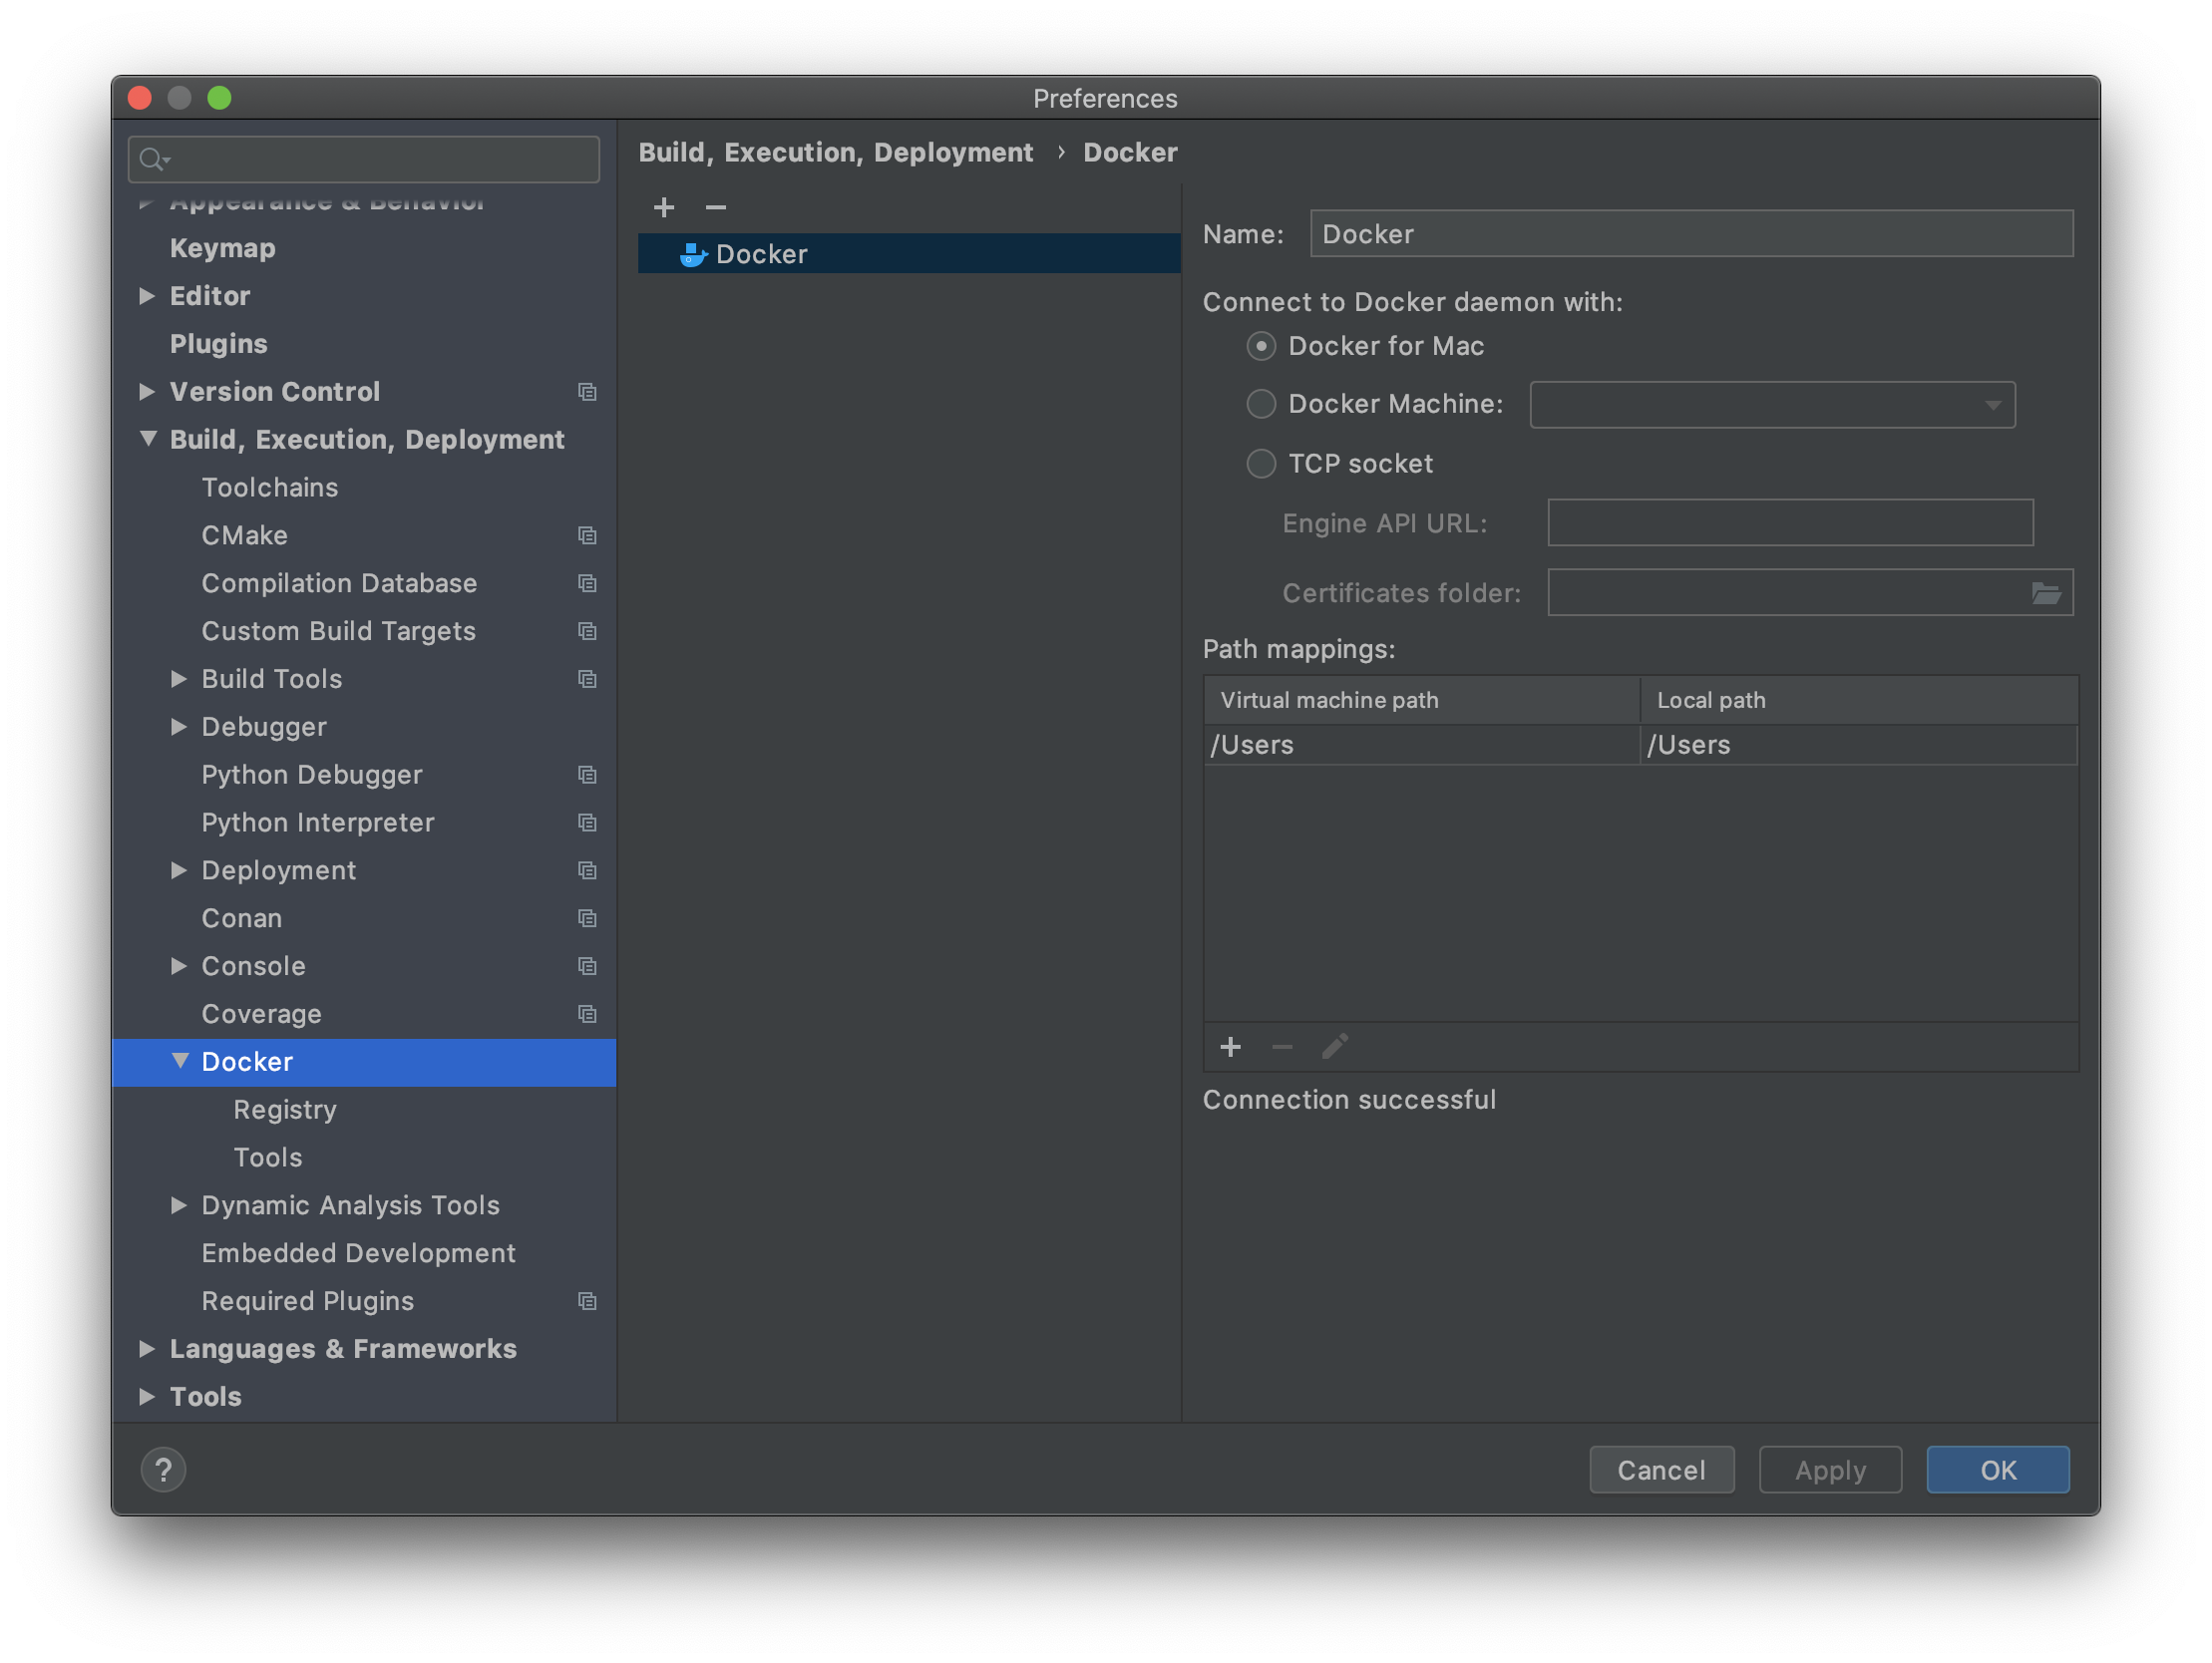 Preferences
Appearance & Behavior
Keymap
Editor
Plugins
Version Control
Build, Execution, Deployment
Toolchains
CMake
Compilation Database
Custom Build Targets
Build Tools
Debugger
Python Debugger
Python Interpreter
Deployment
Conan
Console
Coverage
Docker
Registry
Tools
Dynamic Analysis Tools
Embedded Development
Required Plugins
Languages & Frameworks
Tools
Build, Execution, Deployment › Docker
Docker
Name: Docker
Connect to Docker daemon with:
Docker for Mac
Docker Machine:
TCP socket
Engine API URL:
Certificates folder:
Path mappings:
Virtual machine path Local path
/Users /Users
Connection successful
? Cancel Apply OK